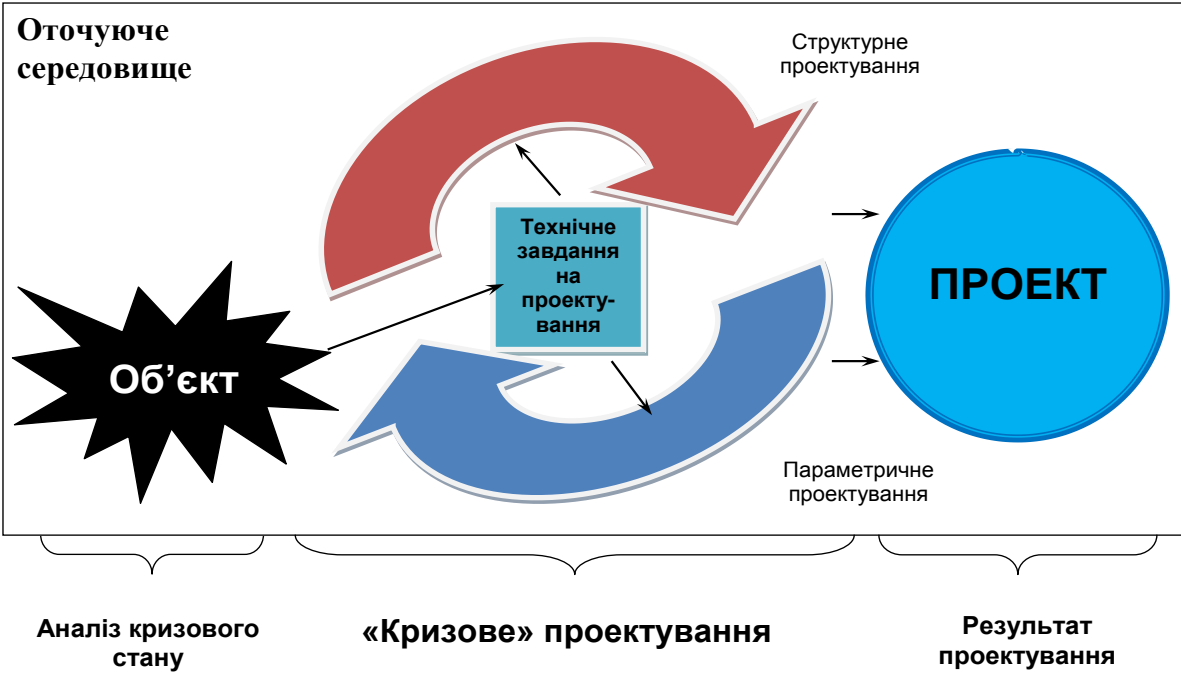 Оточуюче
середовище
Структурне
проектування
Технічне
завдання
на
проекту-
вання
ПРОЕКТ
Об’єкт
Параметричне
проектування
Аналіз кризового
стану
«Кризове» проектування
Результат
проектування